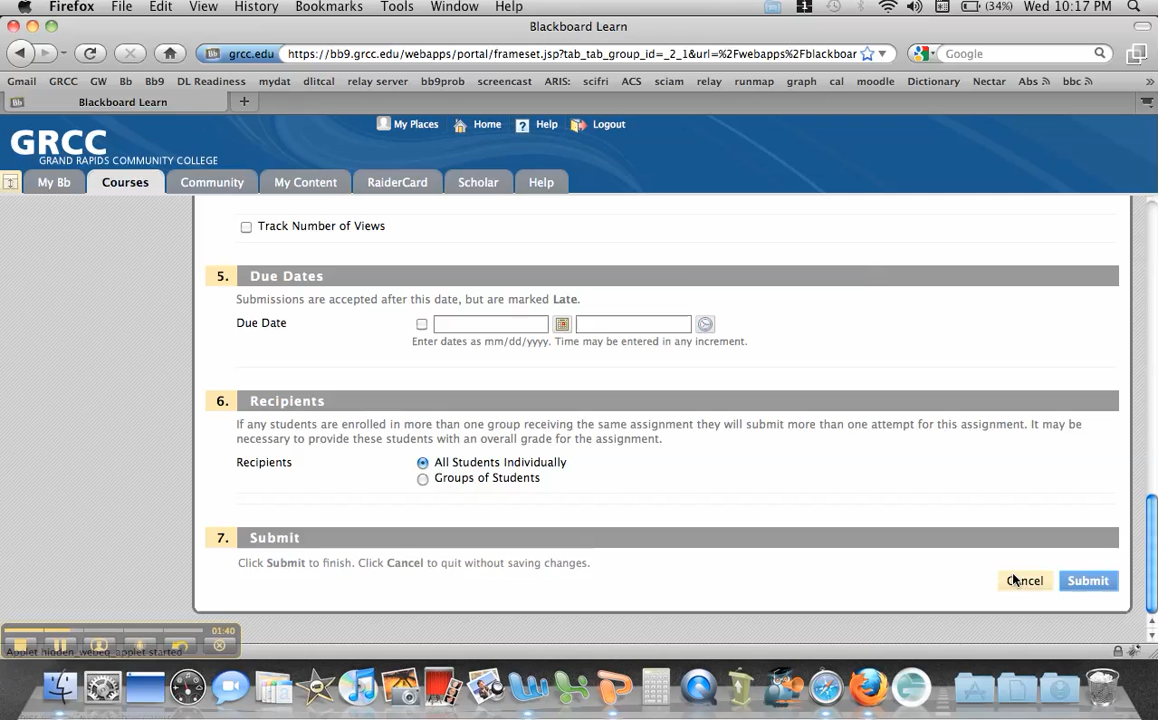 Firefox File Edit View History Bookmarks Tools Window Help 1 (34%) Wed 10:17 PM
Blackboard Learn
grcc.edu https://bb9.grcc.edu/webapps/portal/frameset.jsp?tab_tab_group_id=_2_1&url=%2Fwebapps%2Fblackboar Google
Gmail GRCC GW Bb Bb9 DL Readiness mydat dlitcal relay server bb9prob screencast ARIS: scifri ACS sciam relay runmap graph cal moodle Dictionary Nectar Abs bbc »
Bb Blackboard Learn +
My Places Home ? Help Logout
GRCC
GRAND RAPIDS COMMUNITY COLLEGE
My Bb Courses Community My Content RaiderCard Scholar Help
Track Number of Views
5. Due Dates
Submissions are accepted after this date, but are marked Late.
Due Date
Enter dates as mm/dd/yyyy. Time may be entered in any increment.
6. Recipients
If any students are enrolled in more than one group receiving the same assignment they will submit more than one attempt for this assignment. It may be
necessary to provide these students with an overall grade for the assignment.
Recipients All Students Individually
Groups of Students
7. Submit
Click Submit to finish. Click Cancel to quit without saving changes.
Cancel Submit
01:40
Applet hidden_webeq_applet started